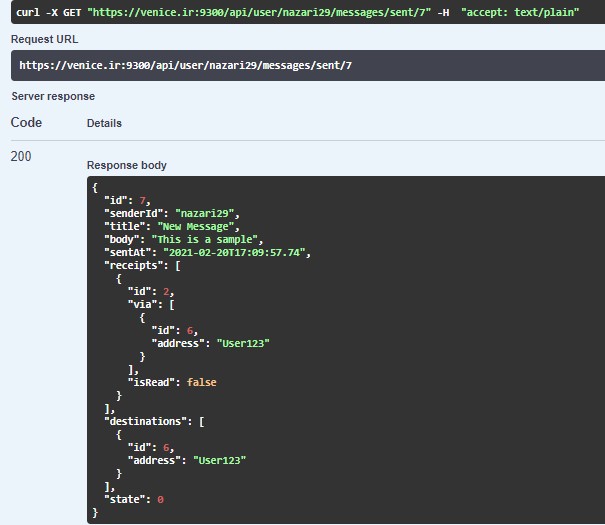 curl -X GET "https://venice.ir:9300/api/user/nazari29/messages/sent/7" -H  "accept: text/plain"
Request URL
https://venice.ir:9300/api/user/nazari29/messages/sent/7
Server response
Code Details
200
Response body
{
  "id": 7,
  "senderId": "nazari29",
  "title": "New Message",
  "body": "This is a sample",
  "sentAt": "2021-02-20T17:09:57.74",
  "receipts": [
    {
      "id": 2,
      "via": [
        {
          "id": 6,
          "address": "User123"
        }
      ],
      "isRead": false
    }
  ],
  "destinations": [
    {
      "id": 6,
      "address": "User123"
    }
  ],
  "state": 0
}